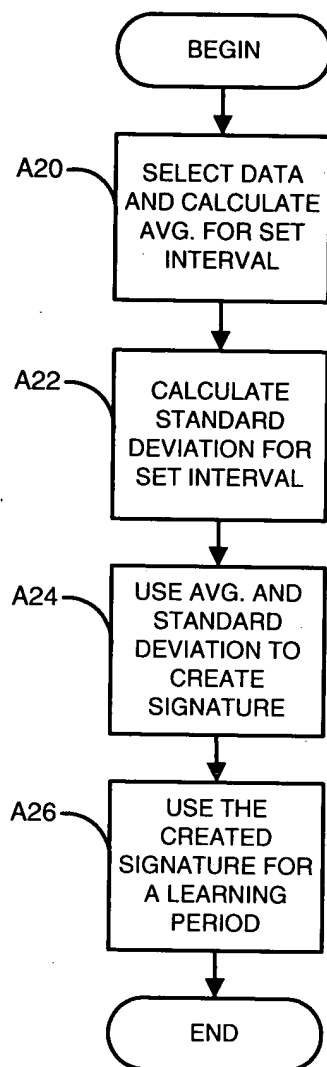 BEGIN
A20
SELECT DATA
AND CALCULATE
AVG. FOR SET
INTERVAL
A22
CALCULATE
STANDARD
DEVIATION FOR
SET INTERVAL
A24
USE AVG. AND
STANDARD
DEVIATION TO
CREATE
SIGNATURE
A26
USE THE
CREATED
SIGNATURE FOR
A LEARNING
PERIOD
END